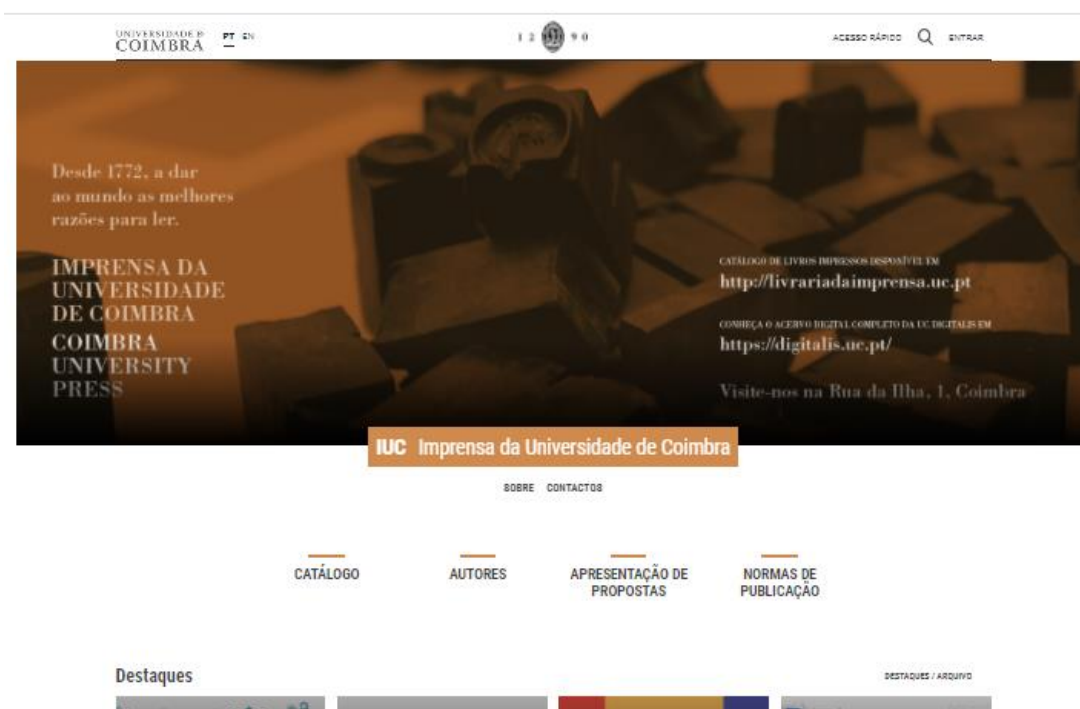 UNIVERSIDADE D
COIMBRA
PT EN
1 2 9 0
ACESSO RÁPIDO ENTRAR
Desde 1772, a dar
ao mundo as melhores
razões para ler.
IMPRENSA DA
UNIVERSIDADE
DE COIMBRA
COIMBRA
UNIVERSITY
PRESS
CATÁLOGO DE LIVROS IMPRESSOS DISPONÍVEL EM
http://livrariadaimprensa.uc.pt
CONHEÇA O ACERVO DIGITAL COMPLETO DA UC DIGITALIS EM
https://digitalis.uc.pt/
Visite-nos na Rua da Ilha, 1, Coimbra
IUC Imprensa da Universidade de Coimbra
SOBRE CONTACTOS
CATÁLOGO
AUTORES
APRESENTAÇÃO DE
PROPOSTAS
NORMAS DE
PUBLICAÇÃO
Destaques
DESTAQUES / ARQUIVO